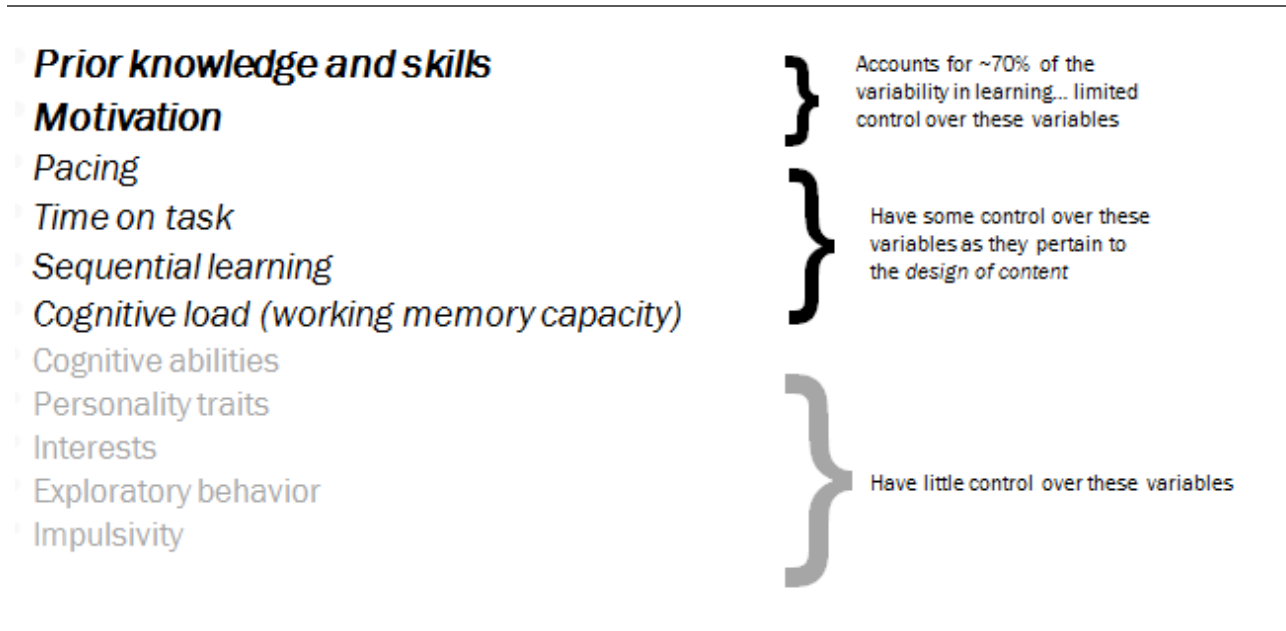 Prior knowledge and skills
Motivation
Accounts for ~70% of the
variability in learning... limited
control over these variables
Pacing
Time on task
Sequential learning
Cognitive load (working memory capacity)
Have some control over these
variables as they pertain to
the design of content
Cognitive abilities
Personality traits
Interests
Exploratory behavior
Impulsivity
Have little control over these variables